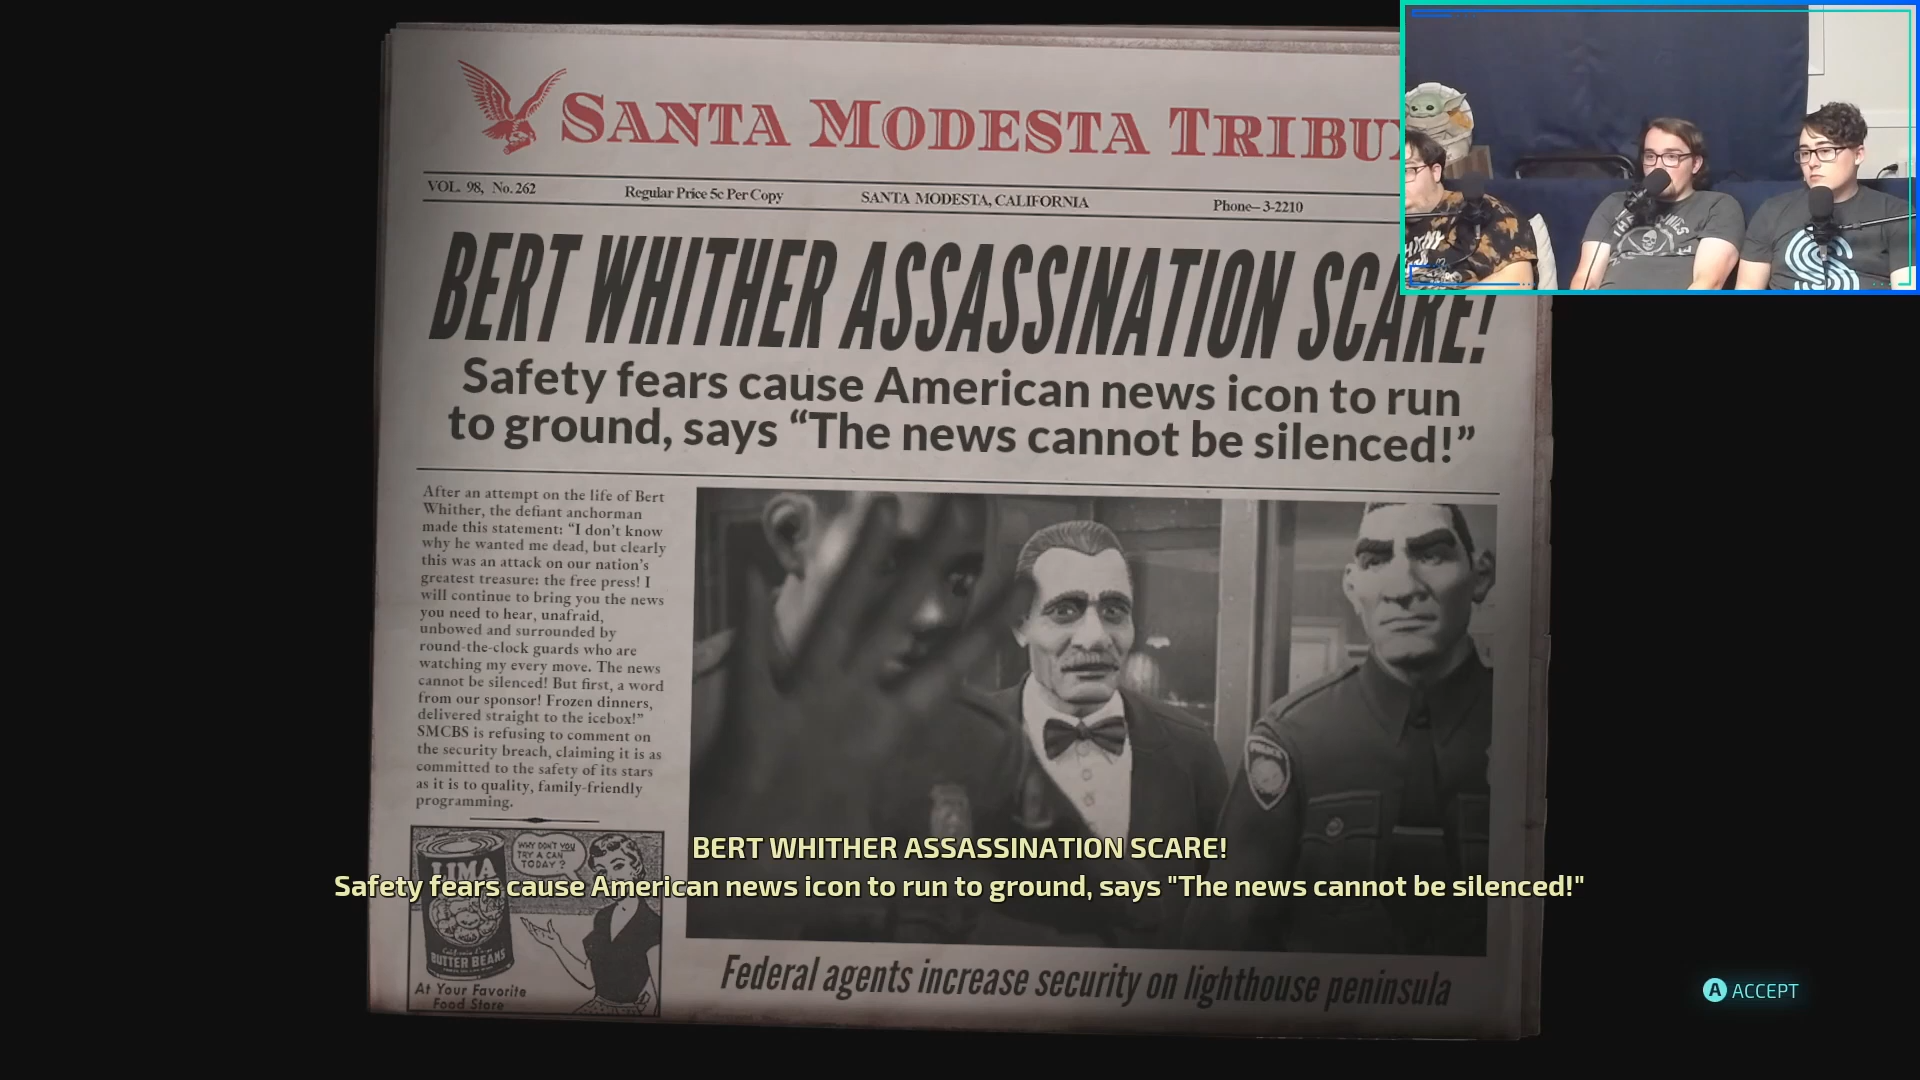 SANTA MODESTA TRIBU
VOL. 98, No. 262
Regular Price 5c Per Copy
SANTA MODESTA, CALIFORNIA
Phone– 3-2210
BERT WHITHER ASSASSINATION SCARE!
Safety fears cause American news icon to run
to ground, says “The news cannot be silenced!”
After an attempt on the life of Bert
Whither, the defiant anchorman
made this statement: “I don’t know
why he wanted me dead, but clearly
this was an attack on our nation’s
greatest treasure: the free press! I
will continue to bring you the news
you need to hear, unafraid,
unbowed and surrounded by
round-the-clock guards who are
watching my every move. The news
cannot be silenced! But first, a word
from our sponsor! Frozen dinners,
delivered straight to the icebox!”
SMCBS is refusing to comment on
the security breach, claiming it is as
committed to the safety of its stars
as it is to quality, family-friendly
programming.
POLICE
WHY DON'T YOU
TRY A CAN
TODAY?
LIMA
BUTTER BEANS
At Your Favorite
Food Store
BERT WHITHER ASSASSINATION SCARE!
Safety fears cause American news icon to run to ground, says "The news cannot be silenced!"
Federal agents increase security on lighthouse peninsula
A ACCEPT